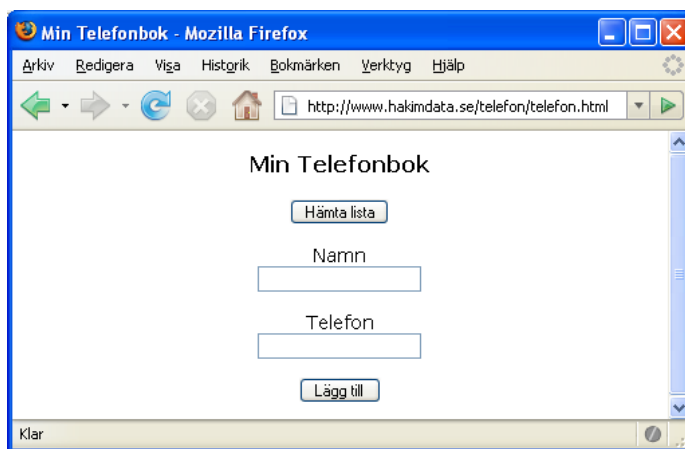 Min Telefonbok - Mozilla Firefox
Arkiv Redigera Visa Historik Bokmärken Verktyg Hjälp
http://www.hakimdata.se/telefon/telefon.html
Min Telefonbok
Hämta lista
Namn
Telefon
Lägg till
Klar